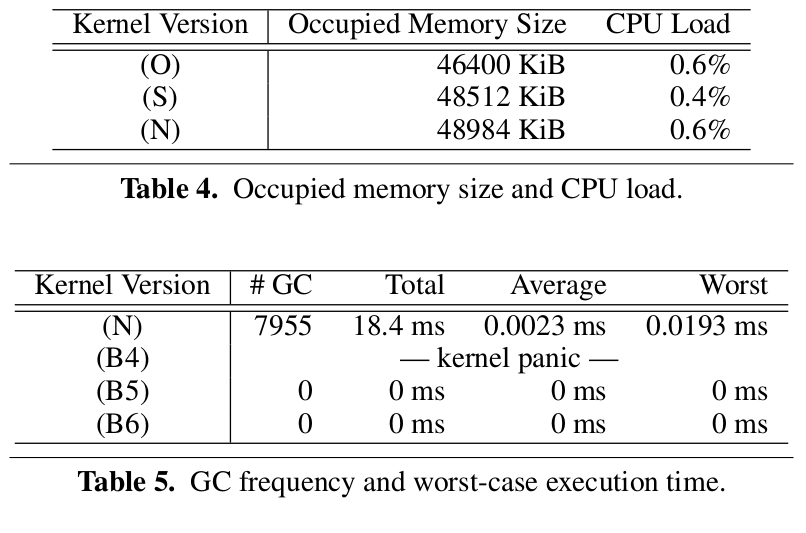 Kernel Version Occupied Memory Size CPU Load
(O) 46400 KiB 0.6%
(S) 48512 KiB 0.4%
(N) 48984 KiB 0.6%
Table 4. Occupied memory size and CPU load.
Kernel Version # GC Total Average Worst
(N) 7955 18.4 ms 0.0023 ms 0.0193 ms
(B4) — kernel panic —
(B5) 0 0 ms 0 ms 0 ms
(B6) 0 0 ms 0 ms 0 ms
Table 5. GC frequency and worst-case execution time.